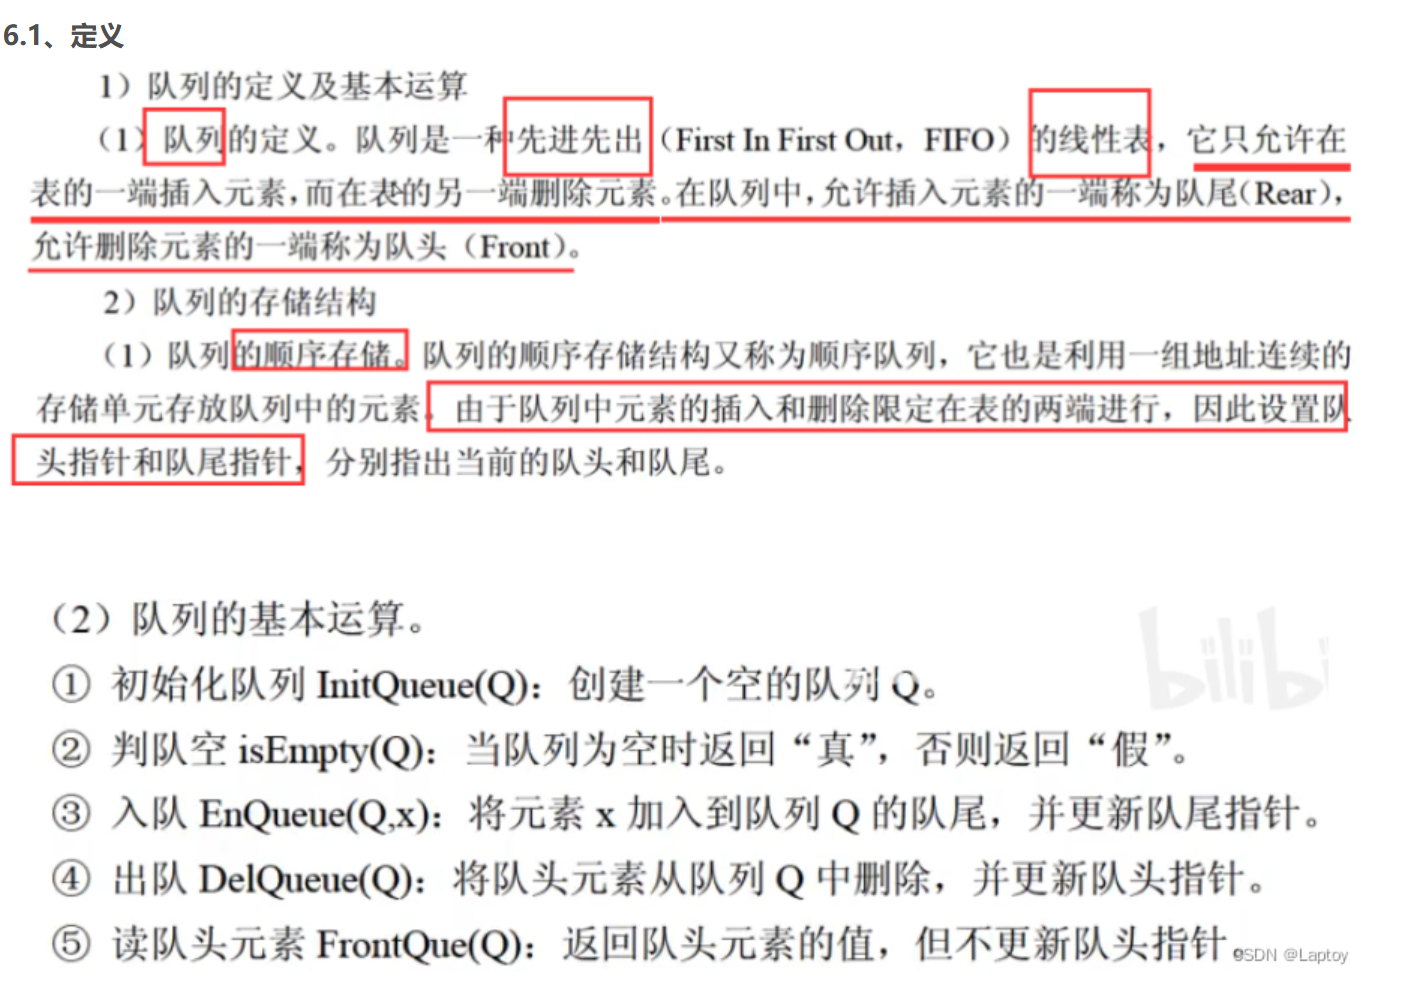 6.1、定义
1）队列的定义及基本运算
（1）队列的定义。队列是一种先进先出（First In First Out，FIFO）的线性表，它只允许在
表的一端插入元素，而在表的另一端删除元素。在队列中，允许插入元素的一端称为队尾（Rear），
允许删除元素的一端称为队头（Front）。
2）队列的存储结构
（1）队列的顺序存储。队列的顺序存储结构又称为顺序队列，它也是利用一组地址连续的
存储单元存放队列中的元素。由于队列中元素的插入和删除限定在表的两端进行，因此设置队
头指针和队尾指针，分别指出当前的队头和队尾。
（2）队列的基本运算。
bilibi
① 初始化队列 InitQueue(Q)：创建一个空的队列 Q。
② 判队空 isEmpty(Q)：当队列为空时返回“真”，否则返回“假”。
③ 入队 EnQueue(Q,x)：将元素 x 加入到队列 Q 的队尾，并更新队尾指针。
④ 出队 DelQueue(Q)：将队头元素从队列 Q 中删除，并更新队头指针。
⑤ 读队头元素 FrontQue(Q)：返回队头元素的值，但不更新队头指针。
CSDN @Laptoy